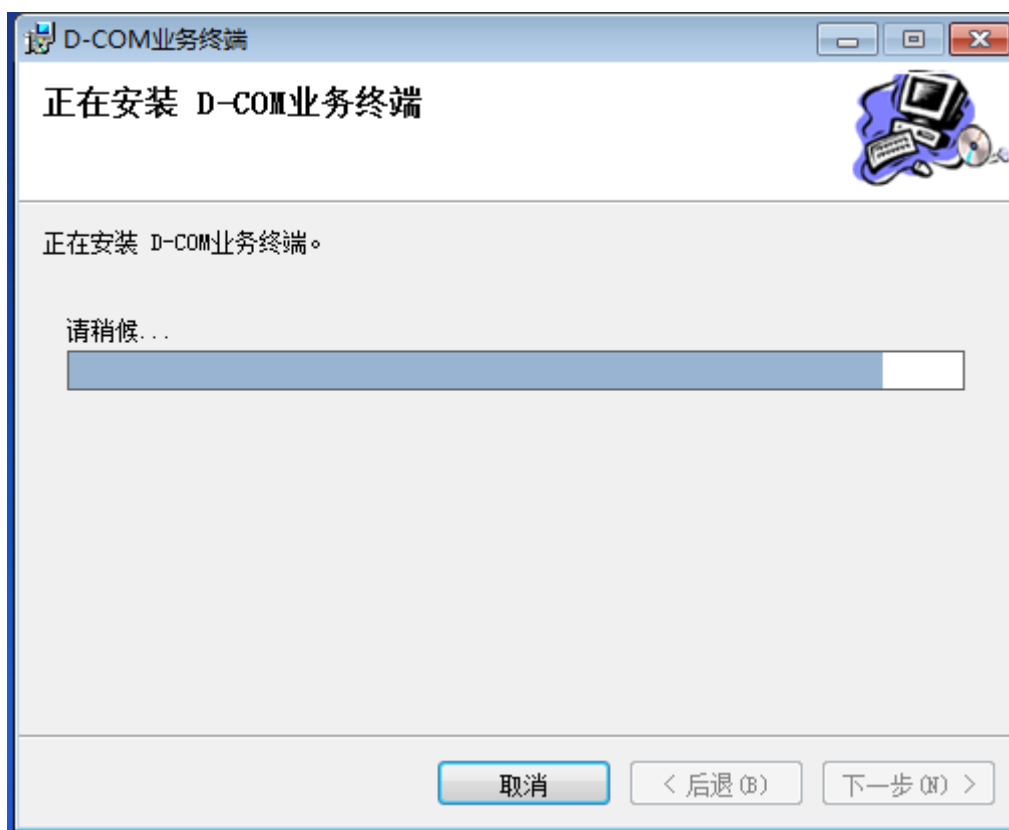 D-COM业务终端
正在安装 D-COM业务终端
正在安装 D-COM业务终端。
请稍候...
取消
< 后退(B)
下一步(N) >